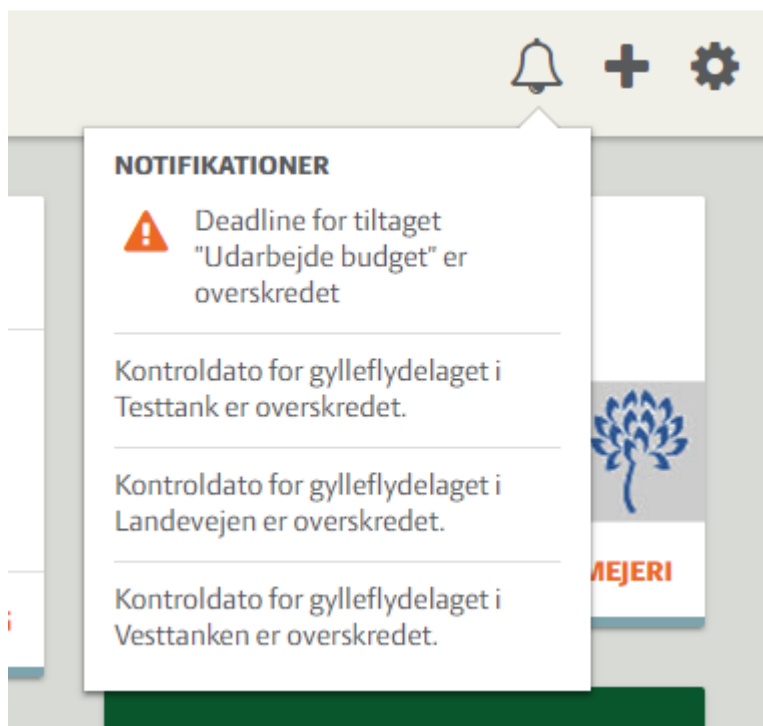 NOTIFIKATIONER
Deadline for tiltaget
"Udarbejde budget" er
overskredet
Kontroldato for gylleflydelaget i
Testtank er overskredet.
Kontroldato for gylleflydelaget i
Landevejen er overskredet.
MEJERI
Kontroldato for gylleflydelaget i
Vesttanken er overskredet.